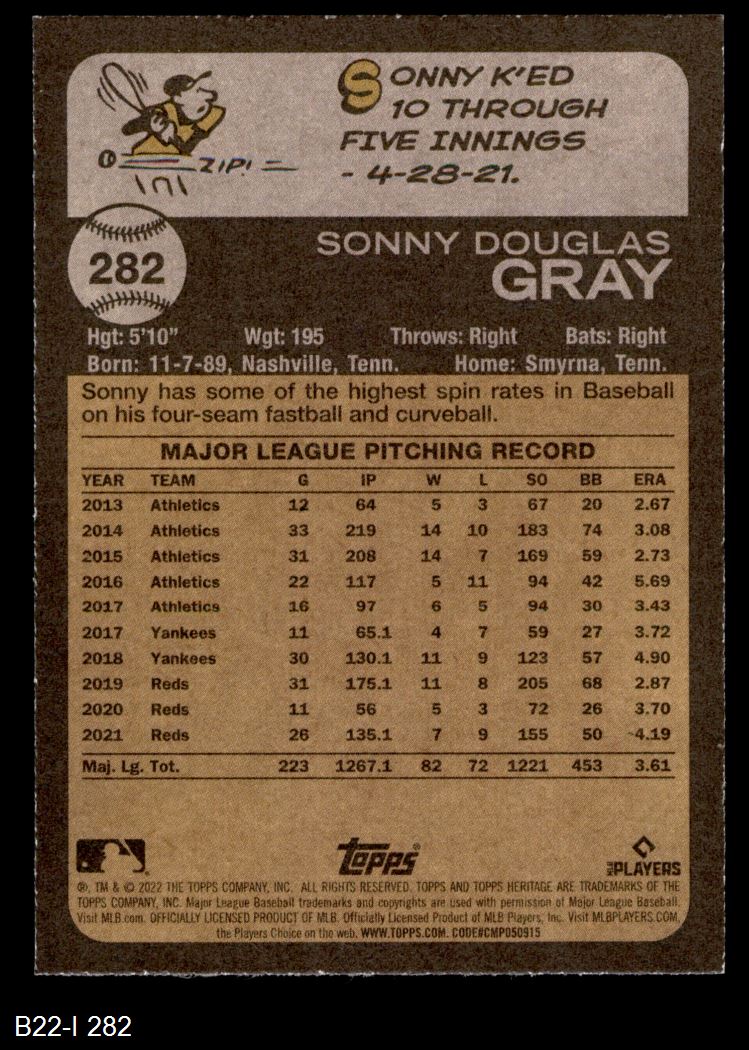 SONNY K'ED
10 THROUGH
FIVE INNINGS
- 4-28-21.
ZIP!
282
SONNY DOUGLAS
GRAY
Hgt: 5'10" Wgt: 195 Throws: Right Bats: Right
Born: 11-7-89, Nashville, Tenn. Home: Smyrna, Tenn.
Sonny has some of the highest spin rates in Baseball
on his four-seam fastball and curveball.
MAJOR LEAGUE PITCHING RECORD
YEAR TEAM G IP W L SO BB ERA
2013 Athletics 12 64 5 3 67 20 2.67
2014 Athletics 33 219 14 10 183 74 3.08
2015 Athletics 31 208 14 7 169 59 2.73
2016 Athletics 22 117 5 11 94 42 5.69
2017 Athletics 16 97 6 5 94 30 3.43
2017 Yankees 11 65.1 4 7 59 27 3.72
2018 Yankees 30 130.1 11 9 123 57 4.90
2019 Reds 31 175.1 11 8 205 68 2.87
2020 Reds 11 56 5 3 72 26 3.70
2021 Reds 26 135.1 7 9 155 50 4.19
Maj. Lg. Tot. 223 1267.1 82 72 1221 453 3.61
Topps®
MLB PLAYERS
®, TM & © 2022 THE TOPPS COMPANY, INC. ALL RIGHTS RESERVED. TOPPS AND TOPPS HERITAGE ARE TRADEMARKS OF THE
TOPPS COMPANY, INC. Major League Baseball trademarks and copyrights are used with permission of Major League Baseball.
Visit MLB.com. OFFICIALLY LICENSED PRODUCT OF MLB. Officially Licensed Product of MLB Players, Inc. Visit MLBPLAYERS.COM,
the Players Choice on the web. WWW.TOPPS.COM. CODE#CMP050915
B22-I 282